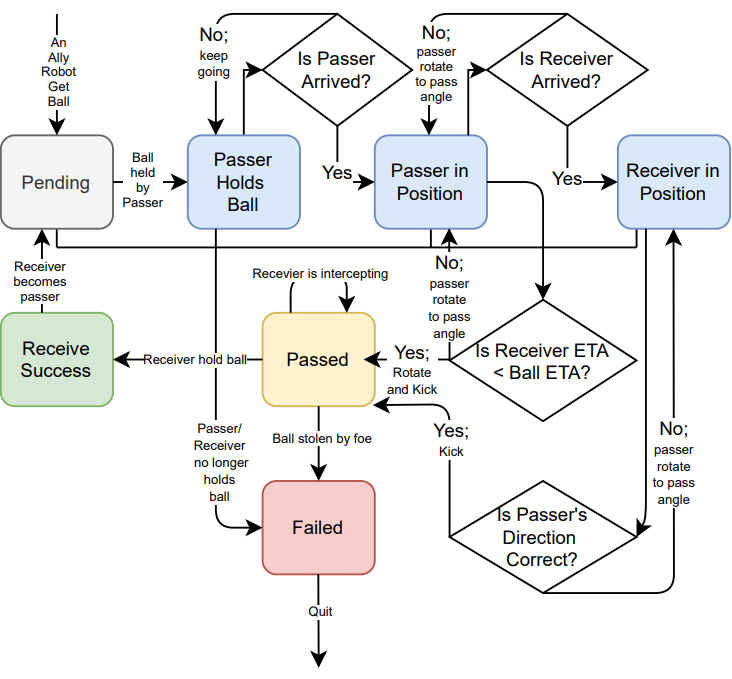 An
Ally
Robot
Get
Ball
No;
keep
going
Is Passer
Arrived?
No;
passer
rotate
to pass
angle
Is Receiver
Arrived?
Pending
Ball
held
by
Passer
Passer
Holds
Ball
Yes
Passer in
Position
Yes
Receiver in
Position
Receiver
becomes
passer
Recevier is intercepting
No;
passer
rotate
to pass
angle
Receive
Success
Receiver hold ball
Passed
Yes;
Rotate
and Kick
Is Receiver ETA
< Ball ETA?
Passer/
Receiver
no longer
holds
ball
Ball stolen by foe
Yes;
Kick
No;
passer
rotate
to pass
angle
Failed
Is Passer's
Direction
Correct?
Quit